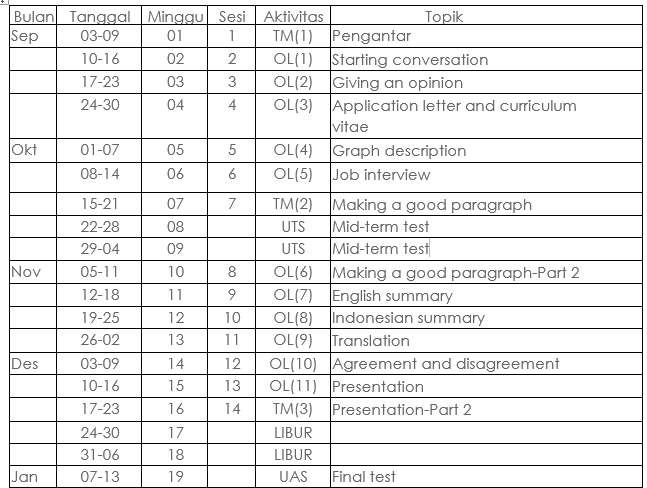 Bulan Tanggal Minggu Sesi Aktivitas Topik
Sep 03-09 01 1 TM(1) Pengantar
10-16 02 2 OL(1) Starting conversation
17-23 03 3 OL(2) Giving an opinion
24-30 04 4 OL(3) Application letter and curriculum
vitae
Okt 01-07 05 5 OL(4) Graph description
08-14 06 6 OL(5) Job interview
15-21 07 7 TM(2) Making a good paragraph
22-28 08 UTS Mid-term test
29-04 09 UTS Mid-term test
Nov 05-11 10 8 OL(6) Making a good paragraph-Part 2
12-18 11 9 OL(7) English summary
19-25 12 10 OL(8) Indonesian summary
26-02 13 11 OL(9) Translation
Des 03-09 14 12 OL(10) Agreement and disagreement
10-16 15 13 OL(11) Presentation
17-23 16 14 TM(3) Presentation-Part 2
24-30 17 LIBUR
31-06 18 LIBUR
Jan 07-13 19 UAS Final test